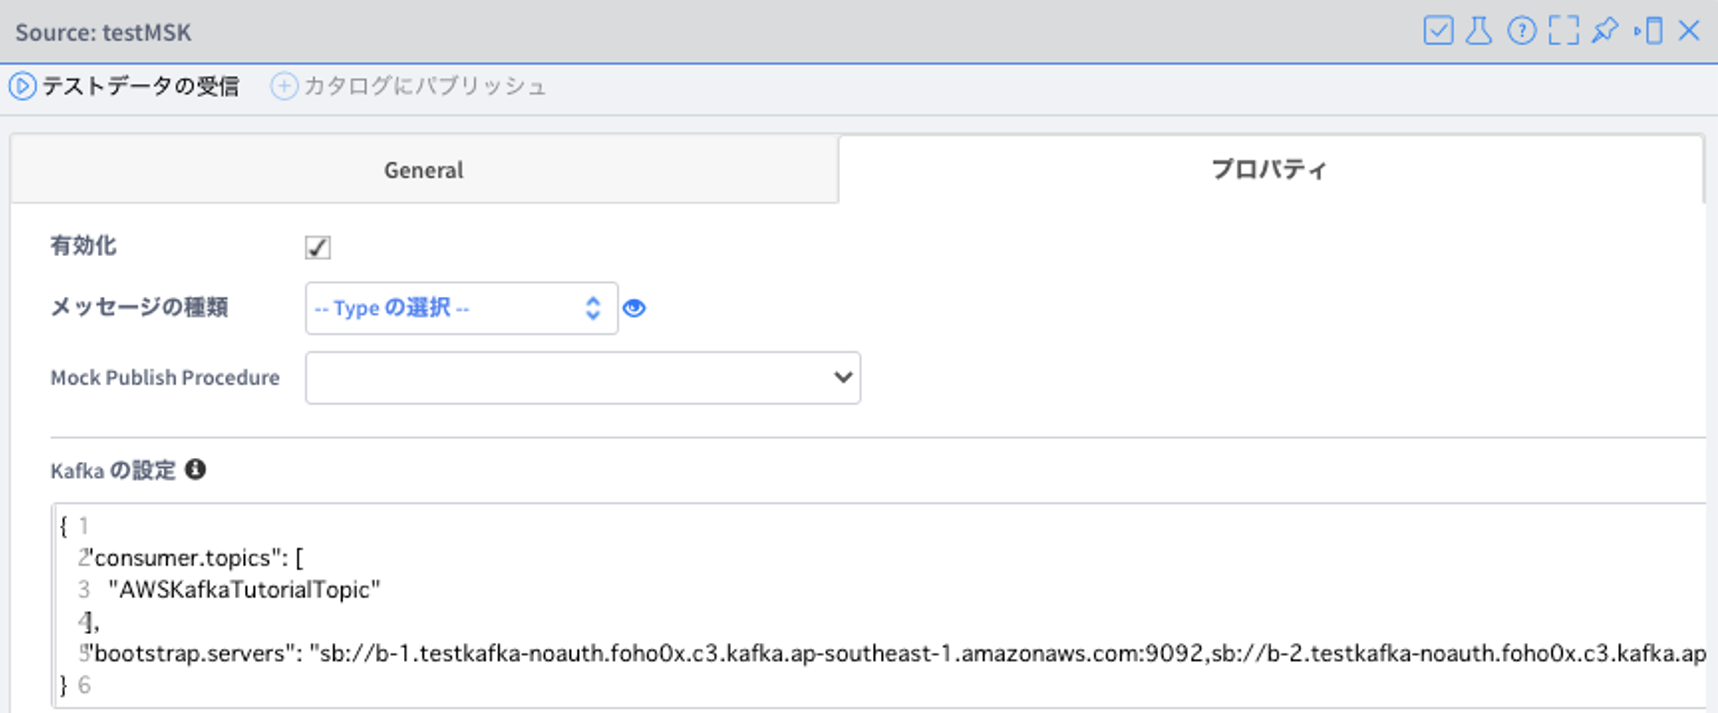 Source: testMSK
テストデータの受信 カタログにパブリッシュ
General プロパティ
有効化
メッセージの種類 -- Type の選択 --
Mock Publish Procedure
Kafka の設定
{ 1
2 "consumer.topics": [
3 "AWSKafkaTutorialTopic"
4 ],
5 "bootstrap.servers": "sb://b-1.testkafka-noauth.foho0x.c3.kafka.ap-southeast-1.amazonaws.com:9092,sb://b-2.testkafka-noauth.foho0x.c3.kafka.ap
} 6